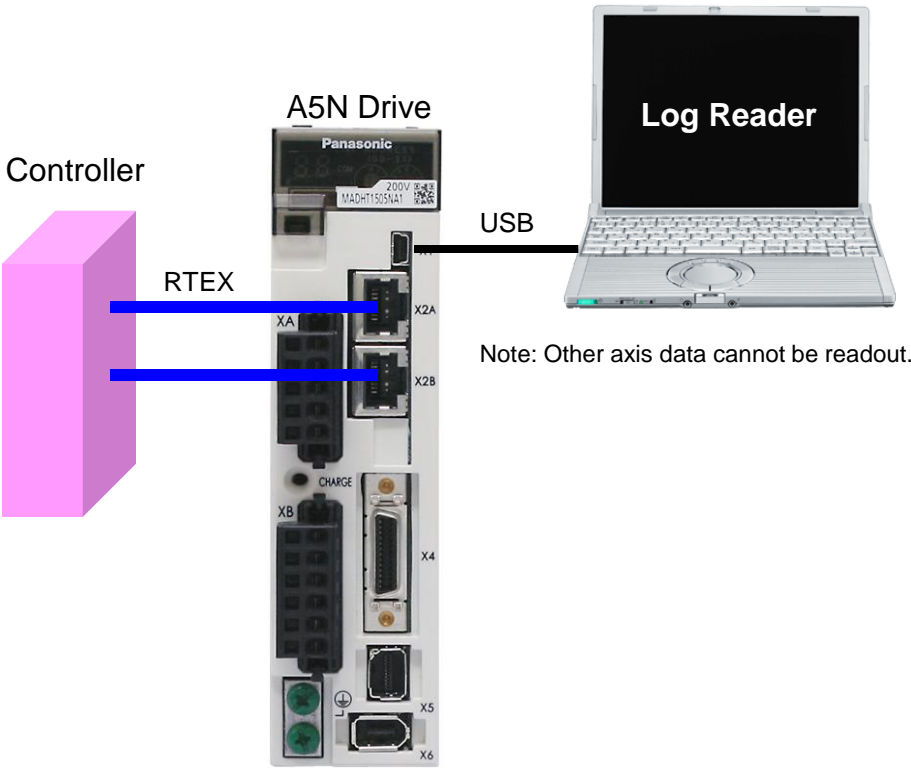 A5N Drive
Controller
Log Reader
Panasonic
200V
MADHT1505NA1
USB
X1
RTEX
X2A
XA
Note: Other axis data cannot be readout.
X2B
CHARGE
XB
X4
X5
X6